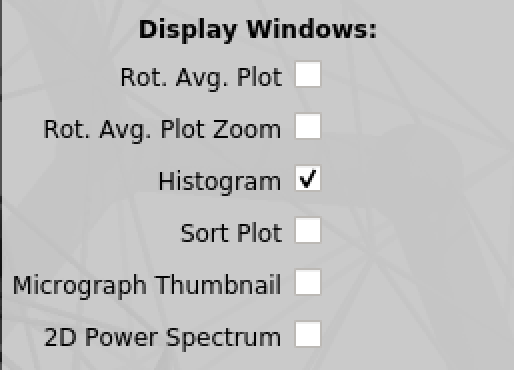 Display Windows:
Rot. Avg. Plot
Rot. Avg. Plot Zoom
Histogram
Sort Plot
Micrograph Thumbnail
2D Power Spectrum